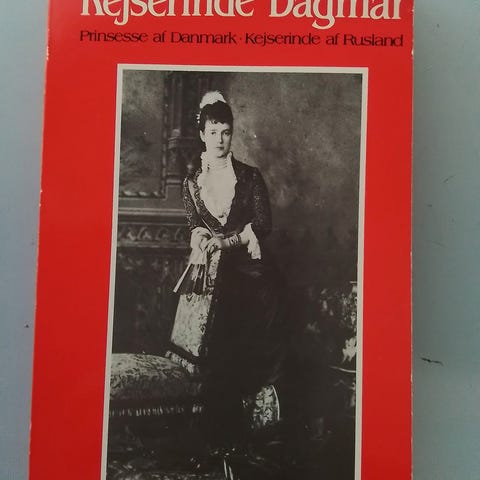 Kejserinde Dagmar
Prinsesse af Danmark · Kejserinde af Rusland